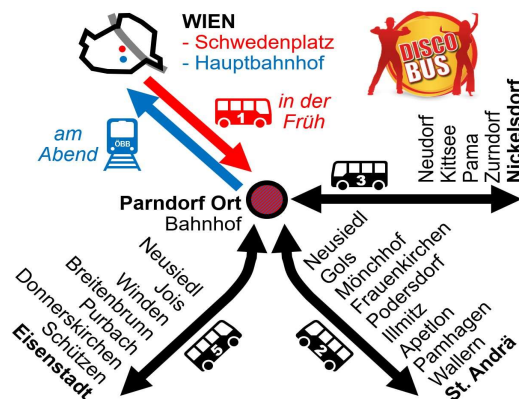 WIEN
- Schwedenplatz
- Hauptbahnhof
DISCO
BUS
1
in der
Früh
am
Abend
ÖBB
Neudorf
Kittsee
Pama
Zurndorf
Nickelsdorf
3
Parndorf Ort
Bahnhof
Neusiedl
Jois
Winden
Breitenbrunn
Purbach
Donnerskirchen
Schützen
Eisenstadt
5
Neusiedl
Gols
Mönchhof
Frauenkirchen
Podersdorf
Illmitz
Apetlon
Pamhagen
Wallern
St. Andrä
2